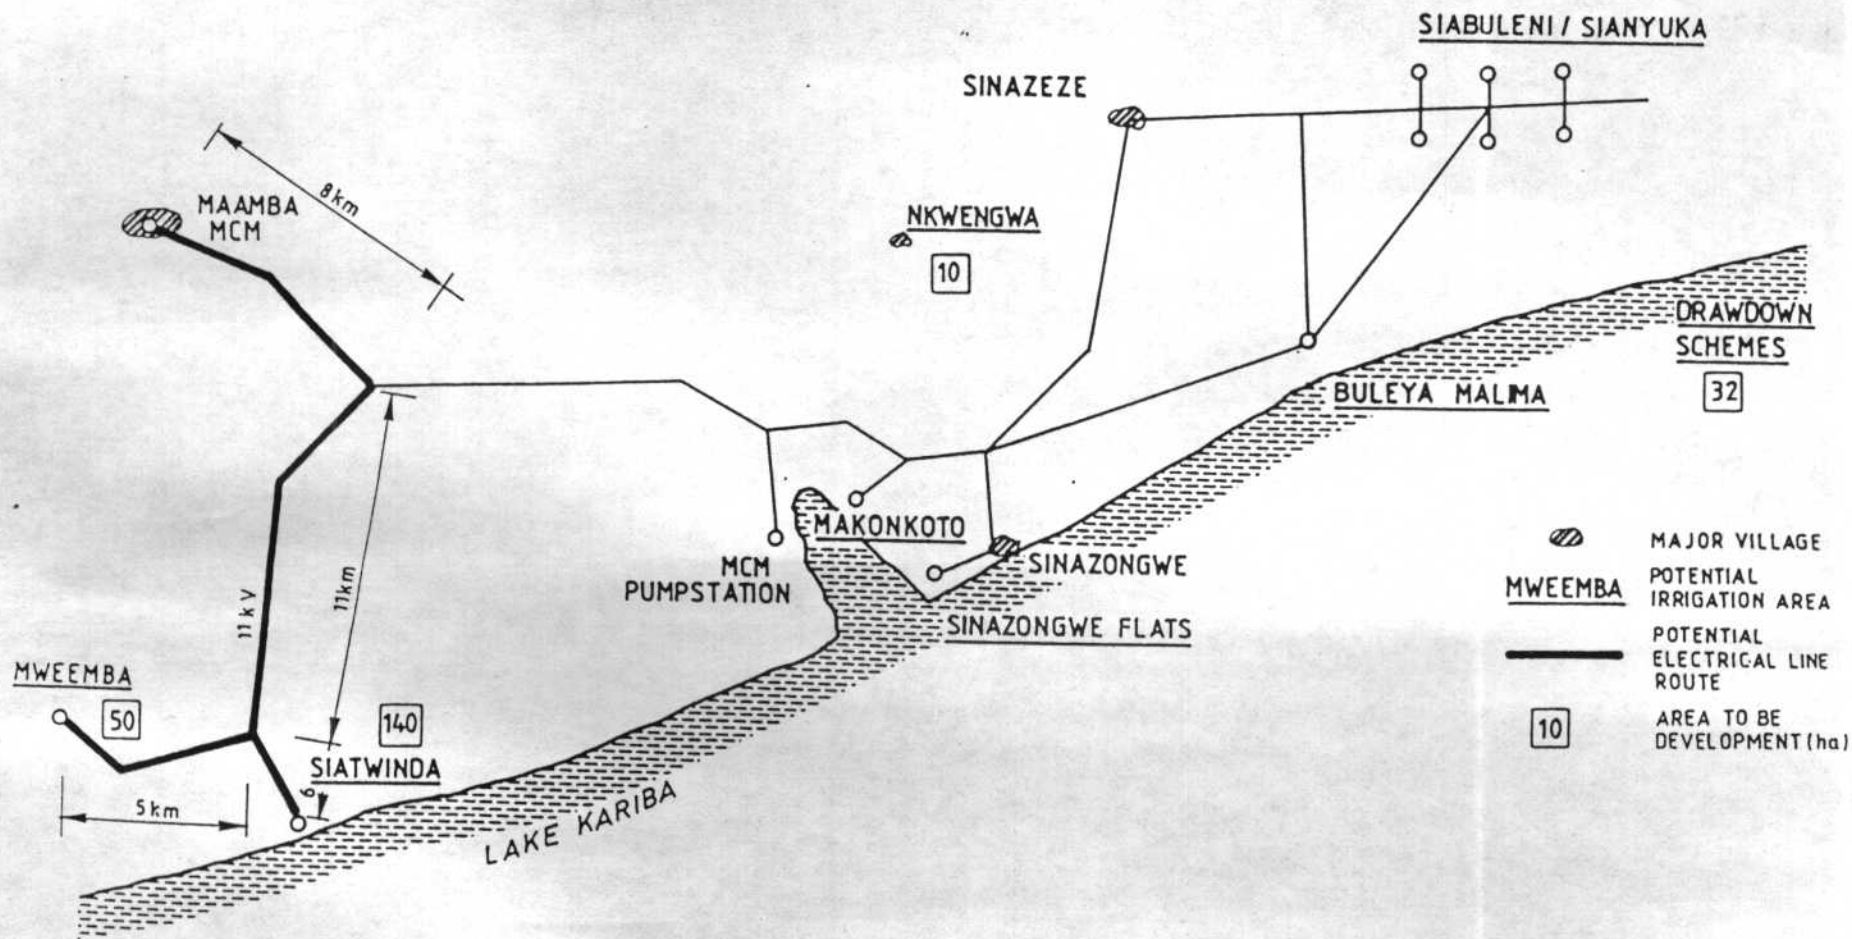 SIABULENI / SIANYUKA
SINAZEZE
8km
MAAMBA
MCM
NKWENGWA
10
DRAWDOWN
SCHEMES
32
BULEYA MALIMA
MAKONKOTO
MCM
PUMPSTATION
SINAZONGWE
SINAZONGWE FLATS
11kV
11km
MWEEMBA
50
140
SIATWINDA
6
5km
LAKE KARIBA
MAJOR VILLAGE
MWEEMBA
POTENTIAL
IRRIGATION AREA
POTENTIAL
ELECTRICAL LINE
ROUTE
10
AREA TO BE
DEVELOPMENT (ha)